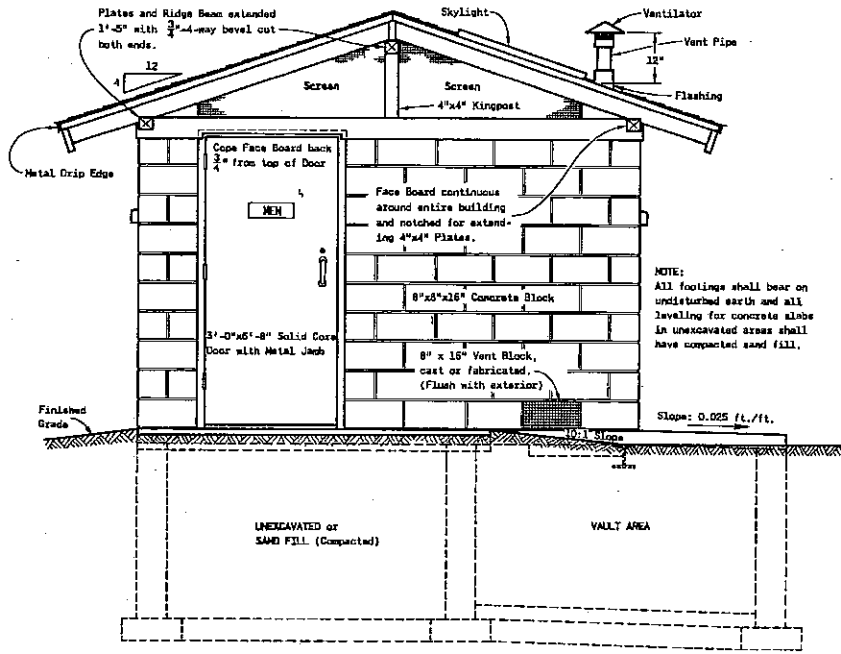 Plates and Ridge Beam extended
1'-5" with 3/4"-4-way bevel cut
both ends.
Skylight
Ventilator
Vent Pipe
12"
12
4
Screen
Screen
Flashing
4"x4" Kingpost
Metal Drip Edge
Cope Face Board back
3/4" from top of Door
MEN
Face Board continuous
around entire building
and notched for extend-
ing 4"x4" Plates.
NOTE:
All footings shall bear on
undisturbed earth and all
leveling for concrete slabs
in unexcavated areas shall
have compacted sand fill.
8"x8"x16" Concrete Block
3'-0"x6'-8" Solid Core
Door with Metal Jamb
8" x 16" Vent Block,
cast or fabricated.
(Flush with exterior)
Finished
Grade
Slope: 0.025 ft./ft.
10:1 Slope
UNEXCAVATED or
SAND FILL (Compacted)
VAULT AREA